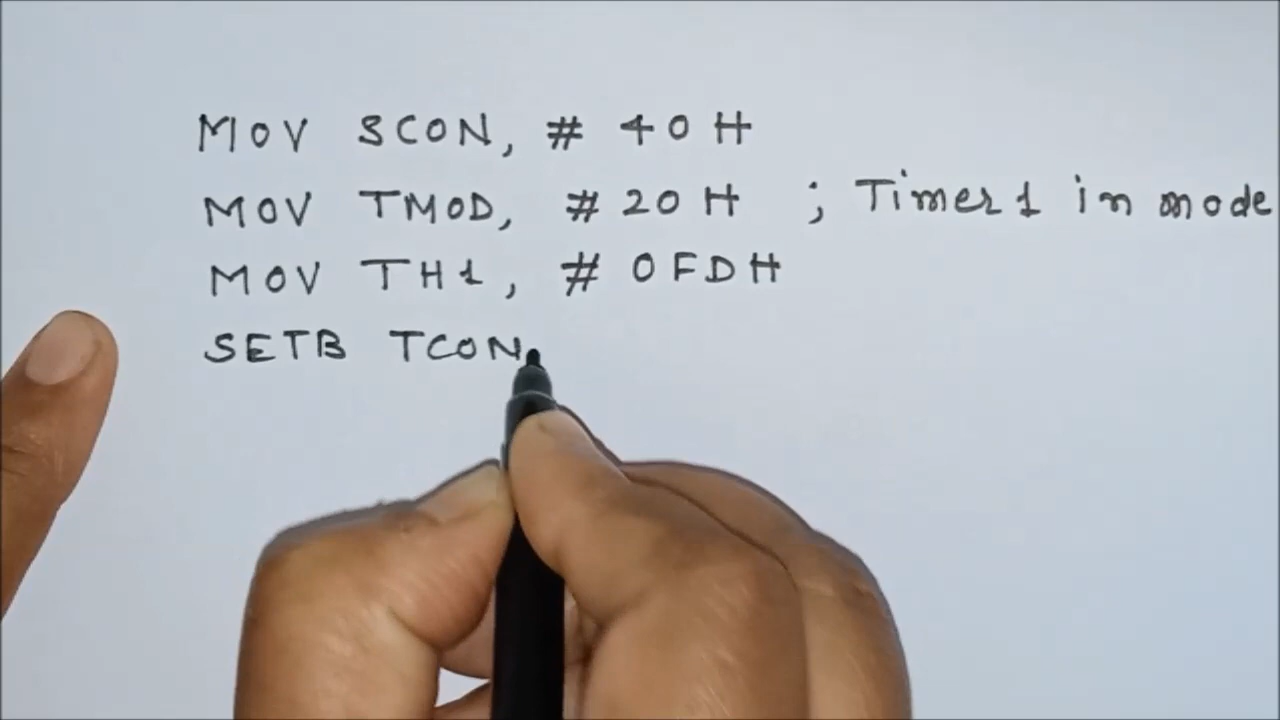 MOV SCON, # 40H
MOV TMOD, # 20H ; Timer1 in mode
MOV TH1, # 0FDH
SETB TCON